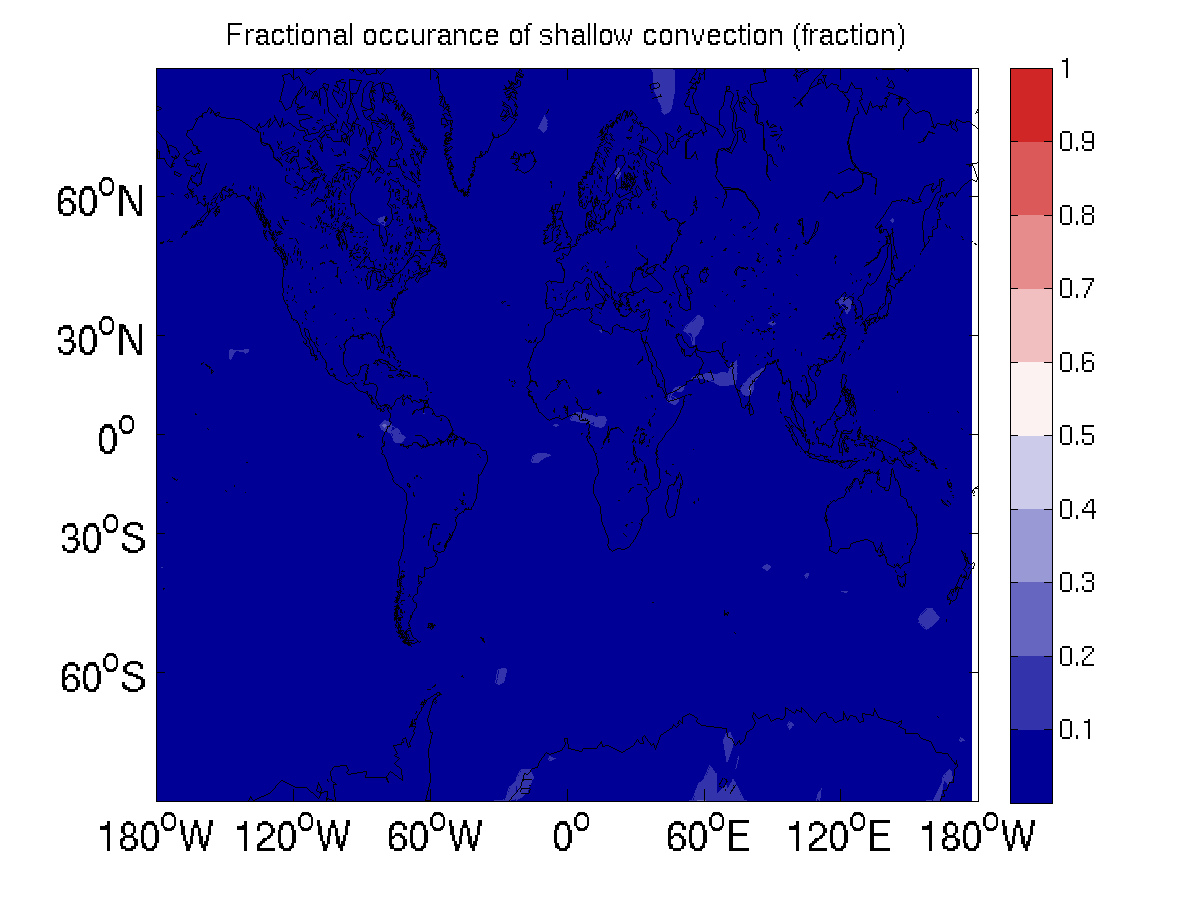 Fractional occurance of shallow convection (fraction)
1
0.9
0.8
0.7
0.6
0.5
0.4
0.3
0.2
0.1
60°N
30°N
0°
30°S
60°S
180°W 120°W 60°W 0° 60°E 120°E 180°W